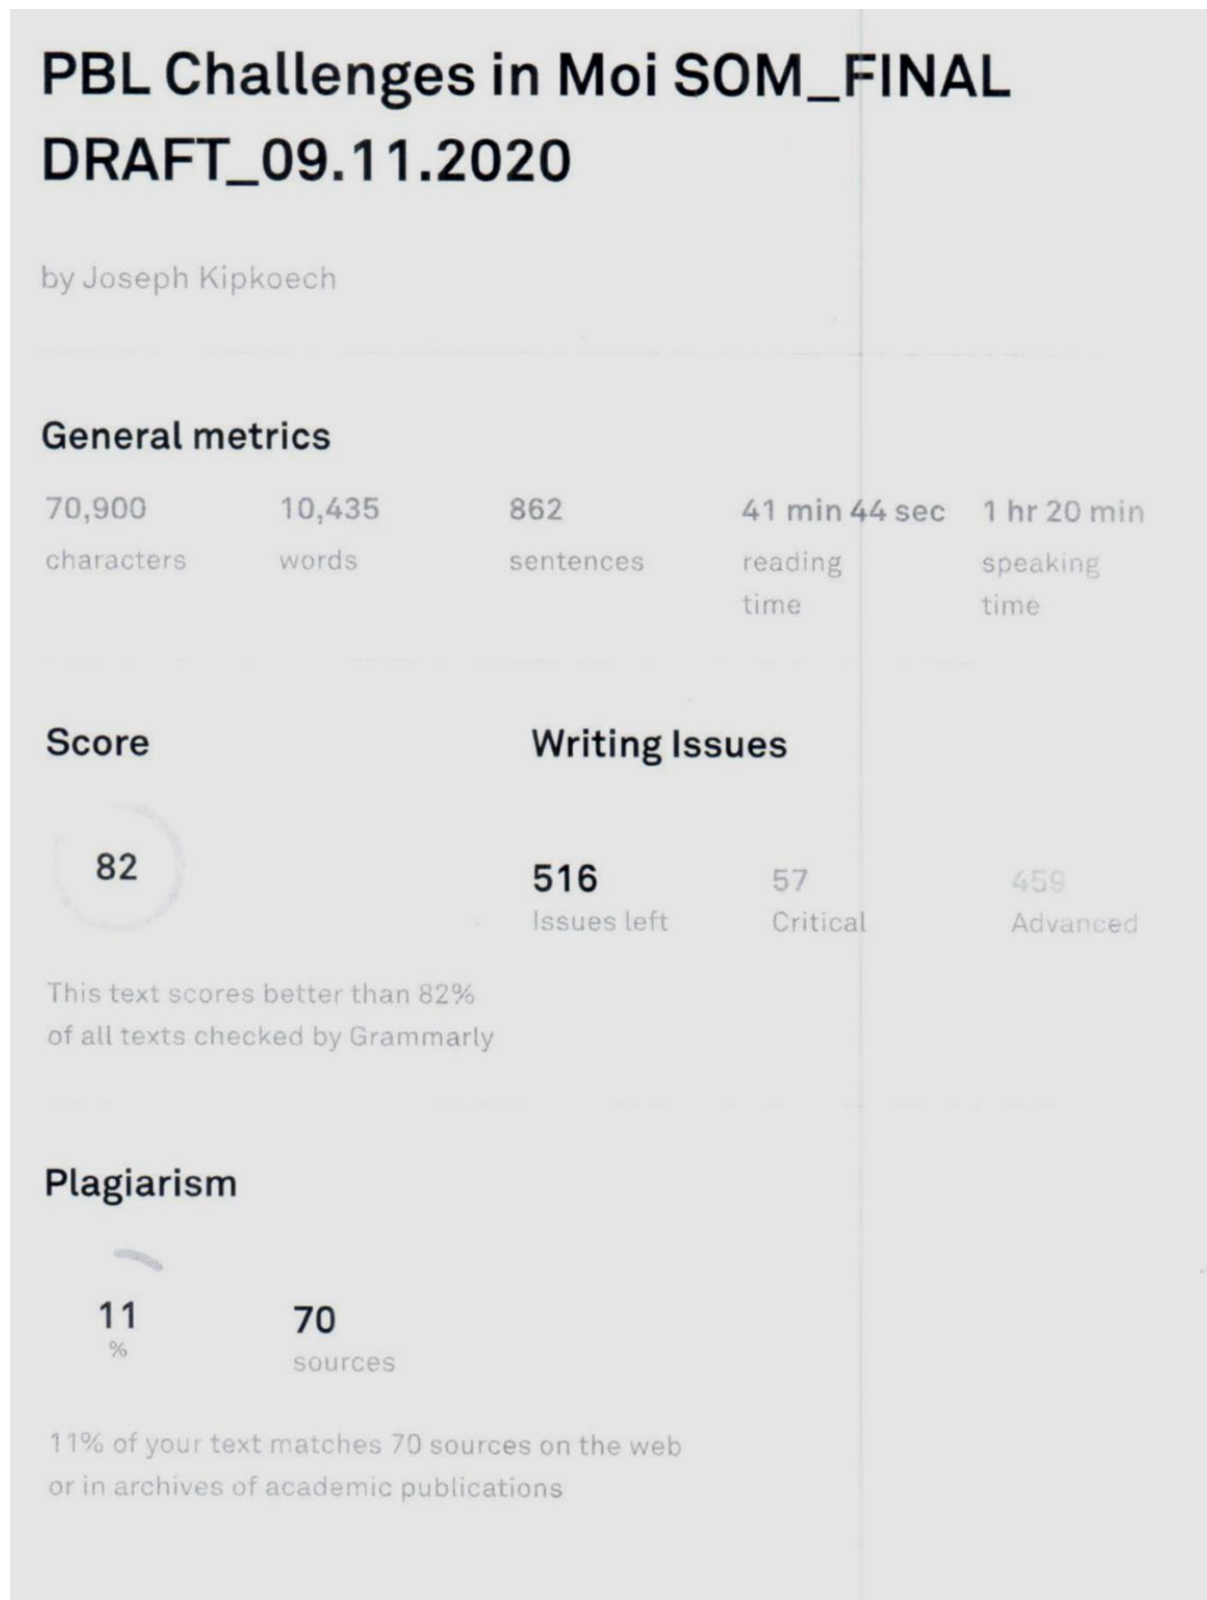 PBL Challenges in Moi SOM_FINAL
DRAFT_09.11.2020
by Joseph Kipkoech
General metrics
70,900 10,435 862 41 min 44 sec 1 hr 20 min
characters words sentences reading time speaking time
Score Writing Issues
82
516 57 459
Issues left Critical Advanced
This text scores better than 82%
of all texts checked by Grammarly
Plagiarism
11 70
% sources
11% of your text matches 70 sources on the web
or in archives of academic publications